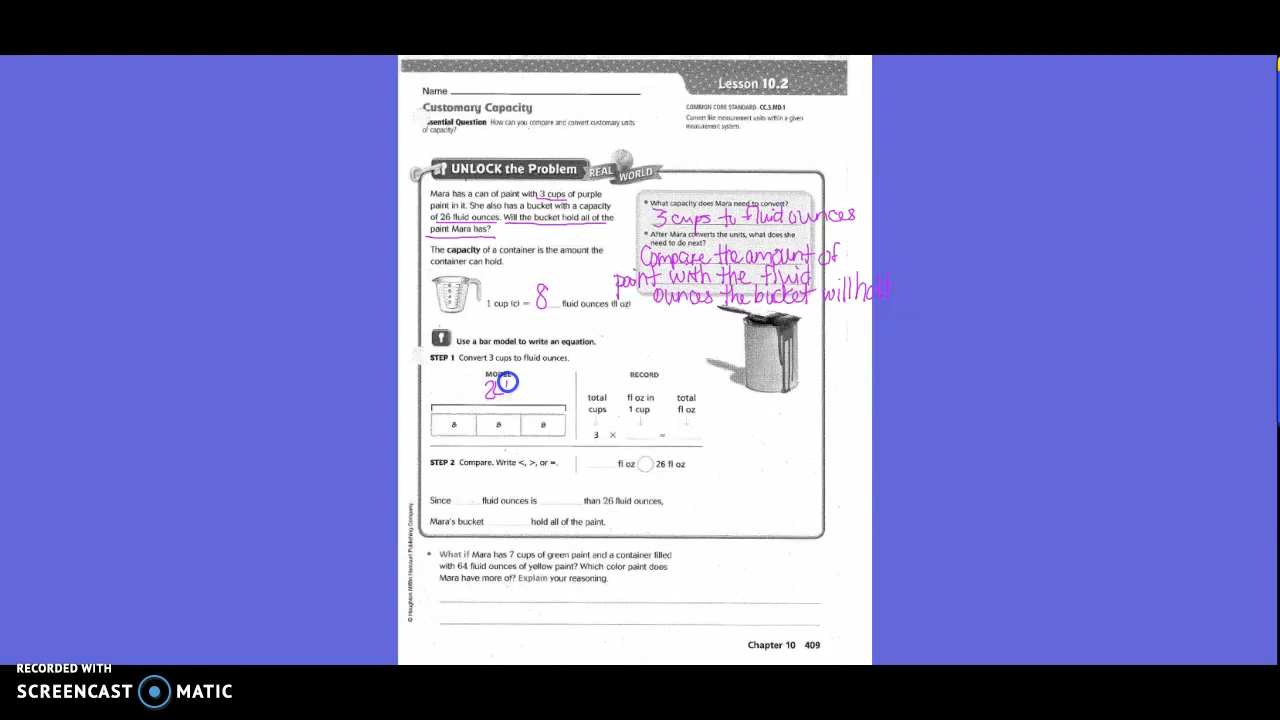 Lesson 10.2
Name
Customary Capacity
COMMON CORE STANDARD CC.5.MD.1
Convert like measurement units within a given
measurement system.
ssential Question How can you compare and convert customary units
of capacity?
UNLOCK the Problem
REAL WORLD
Mara has a can of paint with 3 cups of purple
paint in it. She also has a bucket with a capacity
of 26 fluid ounces. Will the bucket hold all of the
paint Mara has?
• What capacity does Mara need to convert?
3 cups to fluid ounces
• After Mara converts the units, what does she
need to do next?
Compare the amount of
paint with the fluid
ounces the bucket will hold
The capacity of a container is the amount the
container can hold.
1 cup (c) = 8 fluid ounces (fl oz)
Use a bar model to write an equation.
STEP 1 Convert 3 cups to fluid ounces.
MODEL
8 8 8
RECORD
total fl oz in total
cups 1 cup fl oz
3 × =
STEP 2 Compare. Write <, >, or =.
fl oz 26 fl oz
Since fluid ounces is than 26 fluid ounces,
Mara's bucket hold all of the paint.
• What if Mara has 7 cups of green paint and a container filled
with 64 fluid ounces of yellow paint? Which color paint does
Mara have more of? Explain your reasoning.
© Houghton Mifflin Harcourt Publishing Company
Chapter 10 409
RECORDED WITH
SCREENCAST MATIC